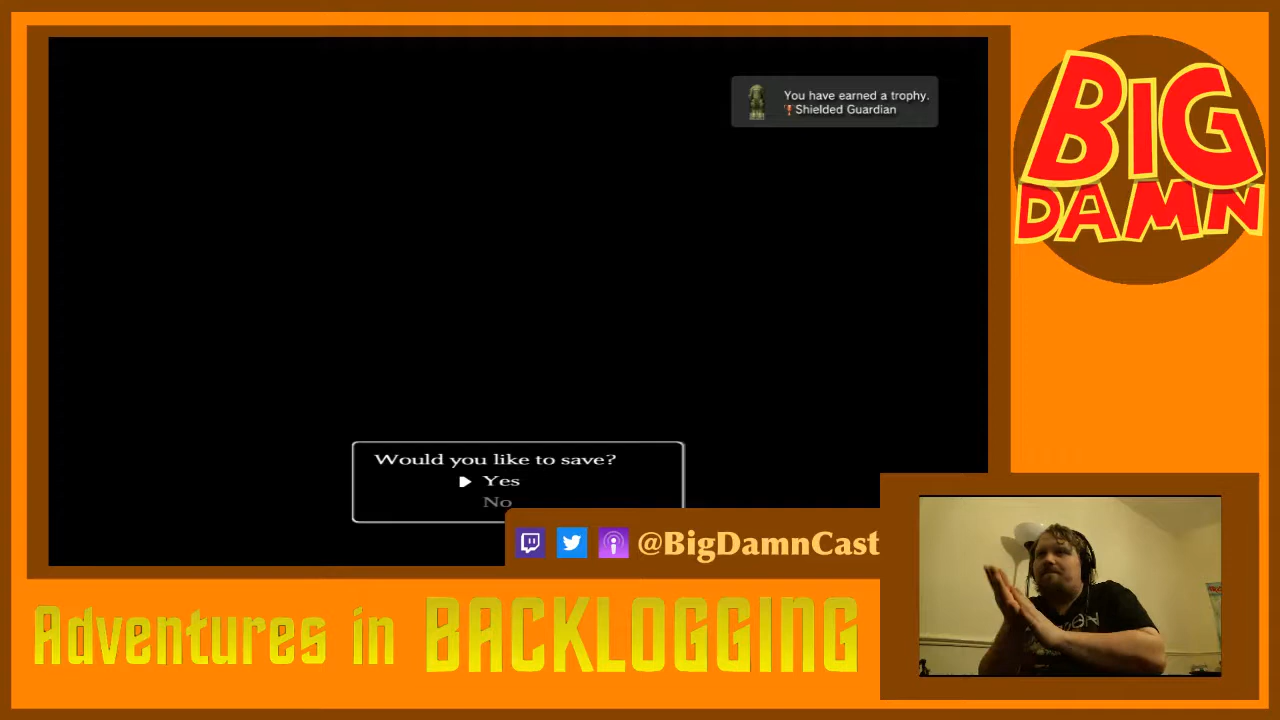 You have earned a trophy.
Shielded Guardian
BIG
DAMN
Would you like to save?
Yes
No
@BigDamnCast
Adventures in BACKLOGGING